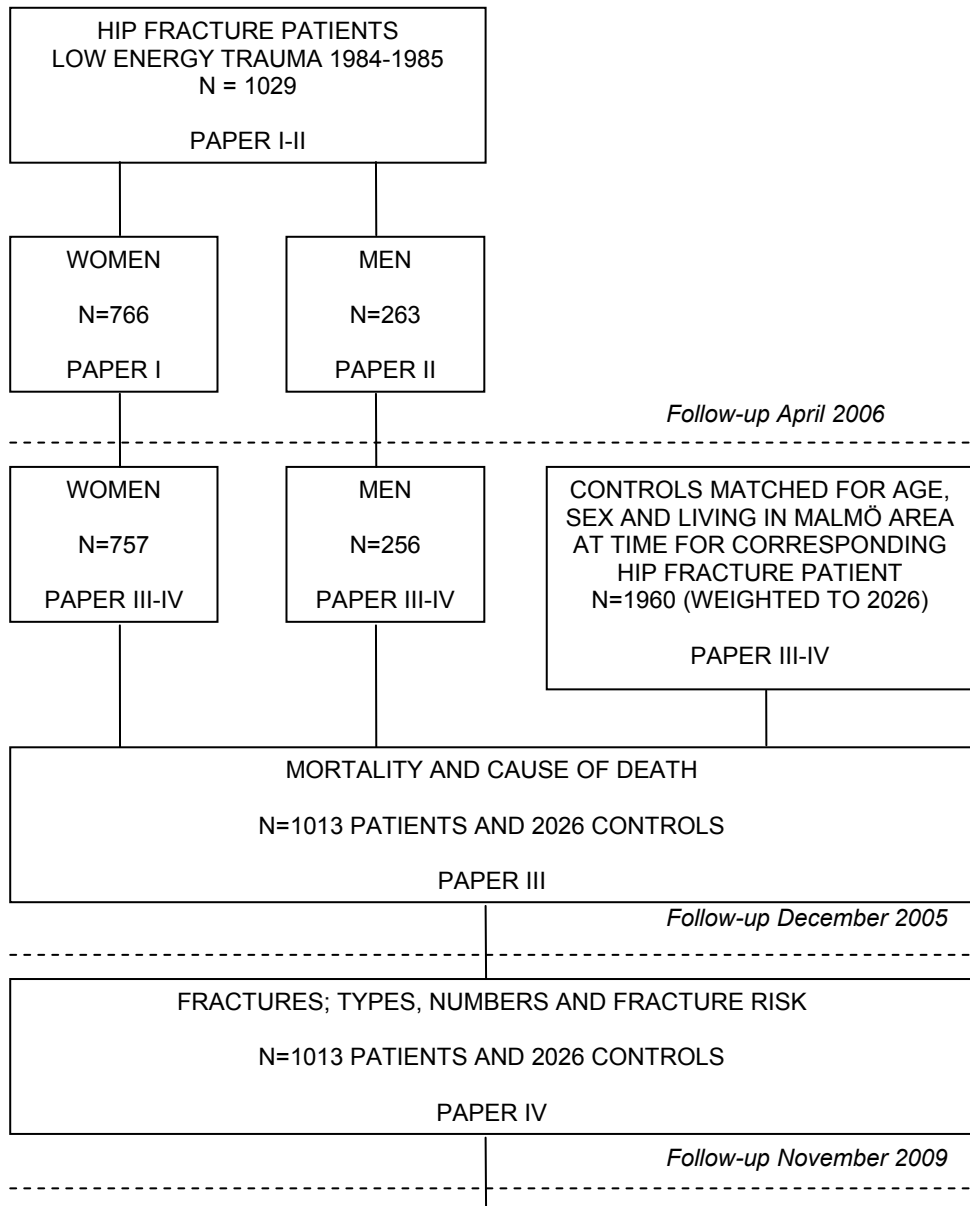 HIP FRACTURE PATIENTS
LOW ENERGY TRAUMA 1984-1985
N = 1029
PAPER I-II
WOMEN
N=766
PAPER I
MEN
N=263
PAPER II
Follow-up April 2006
WOMEN
N=757
PAPER III-IV
MEN
N=256
PAPER III-IV
CONTROLS MATCHED FOR AGE,
SEX AND LIVING IN MALMÖ AREA
AT TIME FOR CORRESPONDING
HIP FRACTURE PATIENT
N=1960 (WEIGHTED TO 2026)
PAPER III-IV
MORTALITY AND CAUSE OF DEATH
N=1013 PATIENTS AND 2026 CONTROLS
PAPER III
Follow-up December 2005
FRACTURES; TYPES, NUMBERS AND FRACTURE RISK
N=1013 PATIENTS AND 2026 CONTROLS
PAPER IV
Follow-up November 2009